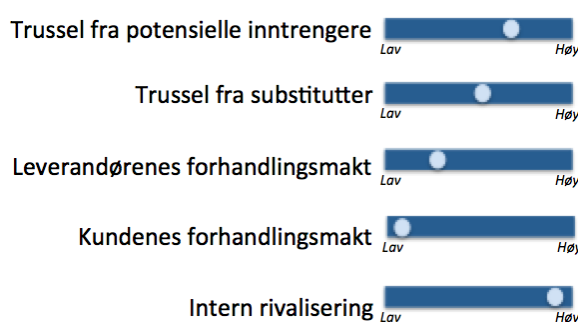 Trussel fra potensielle inntrengere
Lav Høy
Trussel fra substitutter
Lav Høy
Leverandørenes forhandlingsmakt
Lav Høy
Kundenes forhandlingsmakt
Lav Høy
Intern rivalisering
Lav Høy